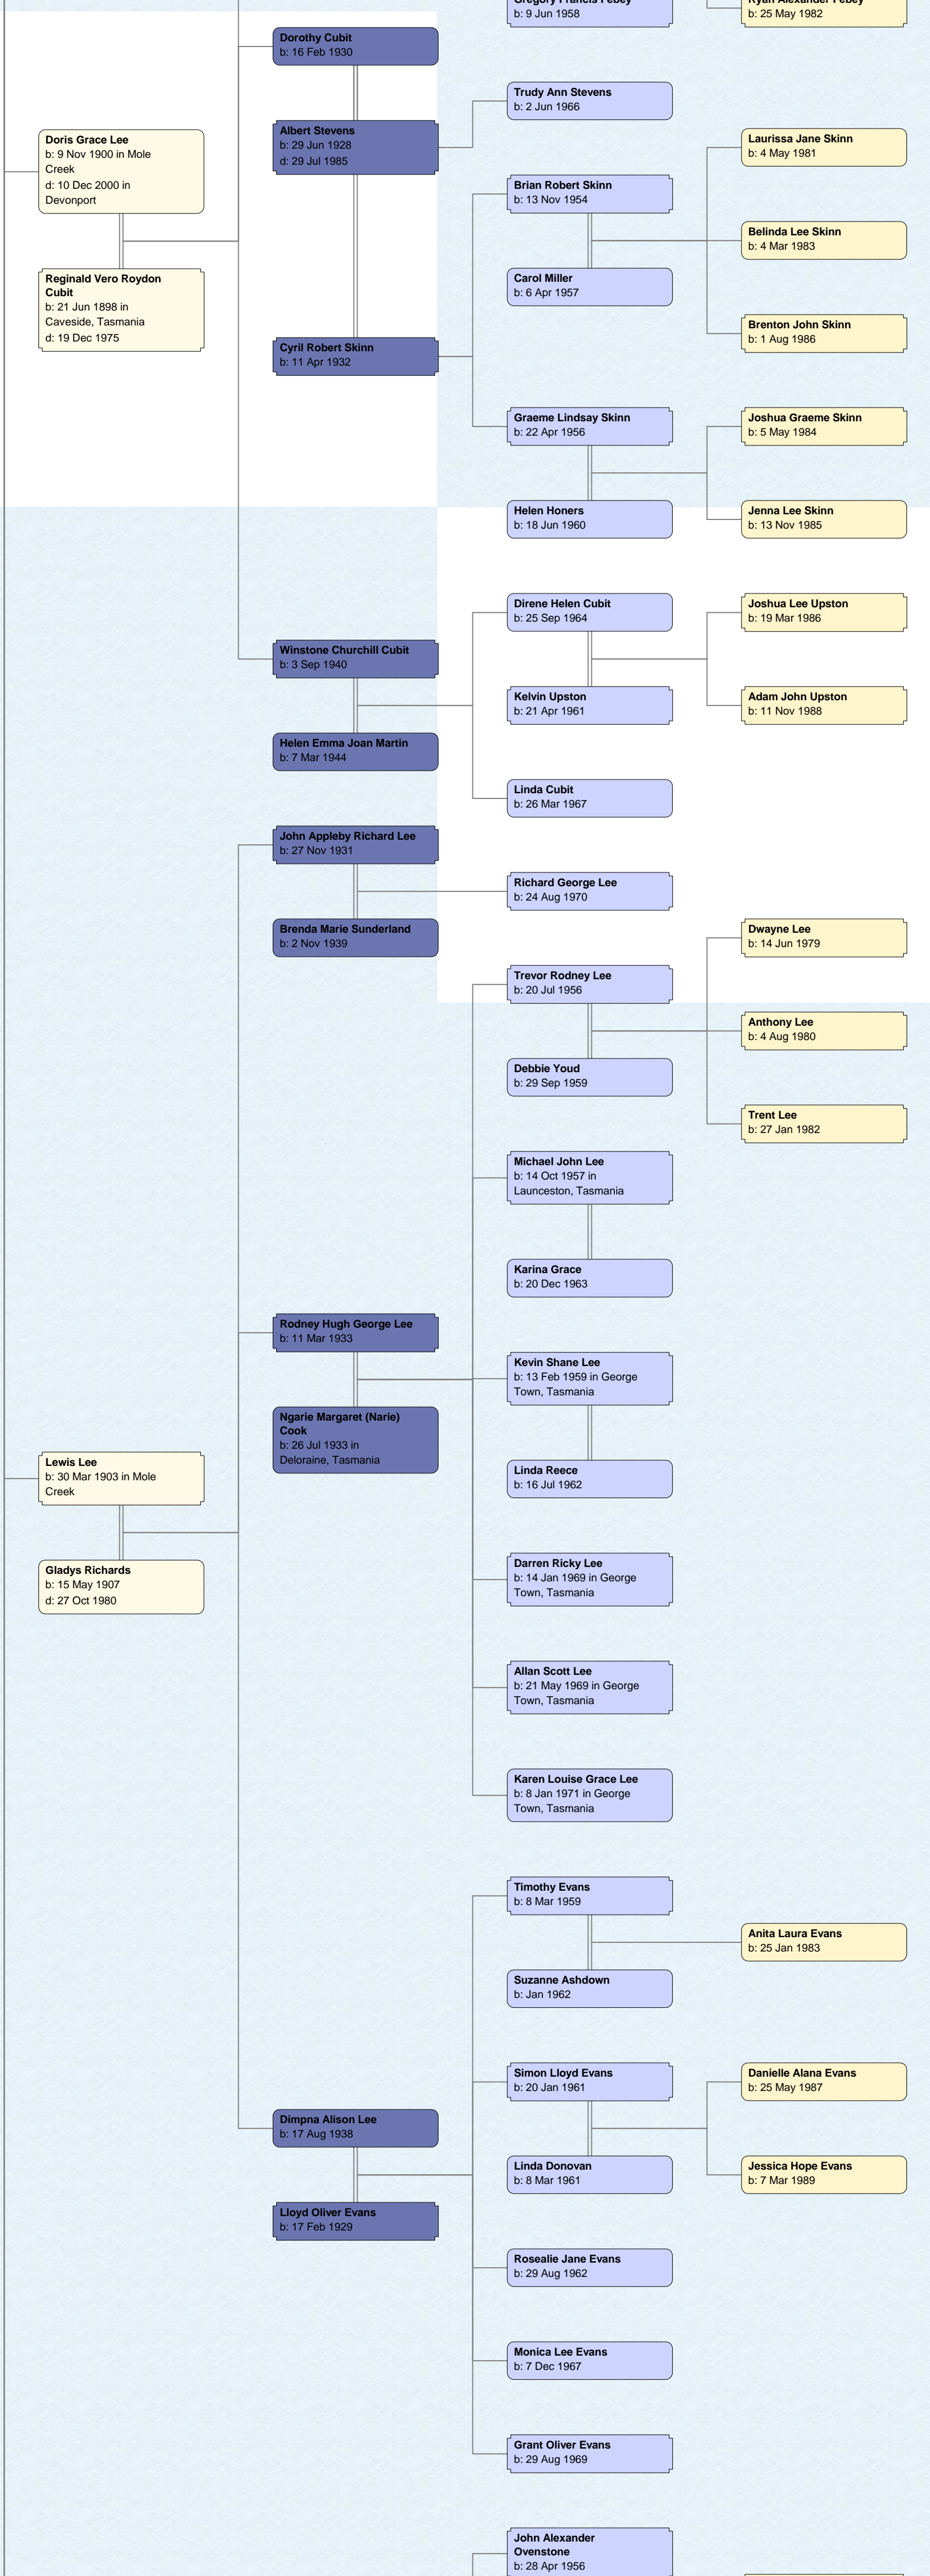 Gregory Francis Febey
b: 9 Jun 1958
Ryan Alexander Febey
b: 25 May 1982
Dorothy Cubit
b: 16 Feb 1930
Trudy Ann Stevens
b: 2 Jun 1966
Albert Stevens
b: 29 Jun 1928
d: 29 Jul 1985
Doris Grace Lee
b: 9 Nov 1900 in Mole
Creek
d: 10 Dec 2000 in
Devonport
Laurissa Jane Skinn
b: 4 May 1981
Brian Robert Skinn
b: 13 Nov 1954
Belinda Lee Skinn
b: 4 Mar 1983
Reginald Vero Roydon
Cubit
b: 21 Jun 1898 in
Caveside, Tasmania
d: 19 Dec 1975
Carol Miller
b: 6 Apr 1957
Brenton John Skinn
b: 1 Aug 1986
Cyril Robert Skinn
b: 11 Apr 1932
Graeme Lindsay Skinn
b: 22 Apr 1956
Joshua Graeme Skinn
b: 5 May 1984
Helen Honers
b: 18 Jun 1960
Jenna Lee Skinn
b: 13 Nov 1985
Direne Helen Cubit
b: 25 Sep 1964
Joshua Lee Upston
b: 19 Mar 1986
Winstone Churchill Cubit
b: 3 Sep 1940
Kelvin Upston
b: 21 Apr 1961
Adam John Upston
b: 11 Nov 1988
Helen Emma Joan Martin
b: 7 Mar 1944
Linda Cubit
b: 26 Mar 1967
John Appleby Richard Lee
b: 27 Nov 1931
Richard George Lee
b: 24 Aug 1970
Brenda Marie Sunderland
b: 2 Nov 1939
Dwayne Lee
b: 14 Jun 1979
Trevor Rodney Lee
b: 20 Jul 1956
Anthony Lee
b: 4 Aug 1980
Debbie Youd
b: 29 Sep 1959
Trent Lee
b: 27 Jan 1982
Michael John Lee
b: 14 Oct 1957 in
Launceston, Tasmania
Karina Grace
b: 20 Dec 1963
Rodney Hugh George Lee
b: 11 Mar 1933
Kevin Shane Lee
b: 13 Feb 1959 in George
Town, Tasmania
Ngarie Margaret (Narie)
Cook
b: 26 Jul 1933 in
Deloraine, Tasmania
Lewis Lee
b: 30 Mar 1903 in Mole
Creek
Linda Reece
b: 16 Jul 1962
Gladys Richards
b: 15 May 1907
d: 27 Oct 1980
Darren Ricky Lee
b: 14 Jan 1969 in George
Town, Tasmania
Allan Scott Lee
b: 21 May 1969 in George
Town, Tasmania
Karen Louise Grace Lee
b: 8 Jan 1971 in George
Town, Tasmania
Timothy Evans
b: 8 Mar 1959
Anita Laura Evans
b: 25 Jan 1983
Suzanne Ashdown
b: Jan 1962
Simon Lloyd Evans
b: 20 Jan 1961
Danielle Alana Evans
b: 25 May 1987
Dimpna Alison Lee
b: 17 Aug 1938
Linda Donovan
b: 8 Mar 1961
Jessica Hope Evans
b: 7 Mar 1989
Lloyd Oliver Evans
b: 17 Feb 1929
Rosealie Jane Evans
b: 29 Aug 1962
Monica Lee Evans
b: 7 Dec 1967
Grant Oliver Evans
b: 29 Aug 1969
John Alexander
Ovenstone
b: 28 Apr 1956